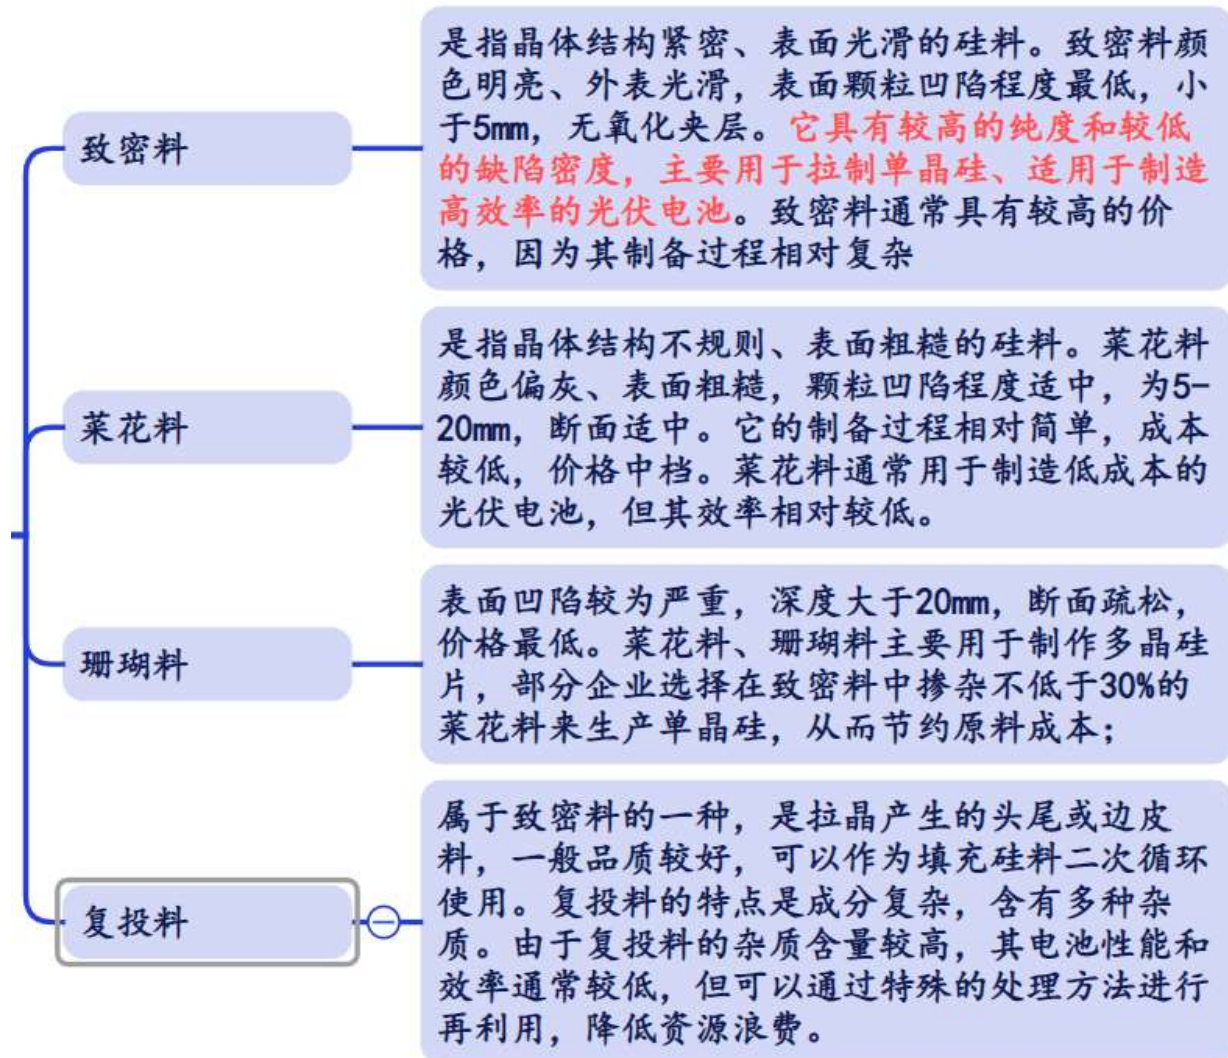 致密料
是指晶体结构紧密、表面光滑的硅料。致密料颜
色明亮、外表光滑，表面颗粒凹陷程度最低，小
于5mm，无氧化夹层。它具有较高的纯度和较低
的缺陷密度，主要用于拉制单晶硅、适用于制造
高效率的光伏电池。致密料通常具有较高的价
格，因为其制备过程相对复杂
菜花料
是指晶体结构不规则、表面粗糙的硅料。菜花料
颜色偏灰、表面粗糙，颗粒凹陷程度适中，为5-
20mm，断面适中。它的制备过程相对简单，成本
较低，价格中档。菜花料通常用于制造低成本的
光伏电池，但其效率相对较低。
珊瑚料
表面凹陷较为严重，深度大于20mm，断面疏松，
价格最低。菜花料、珊瑚料主要用于制作多晶硅
片，部分企业选择在致密料中掺杂不低于30%的
菜花料来生产单晶硅，从而节约原料成本；
复投料
属于致密料的一种，是拉晶产生的头尾或边皮
料，一般品质较好，可以作为填充硅料二次循环
使用。复投料的特点是成分复杂，含有多种杂
质。由于复投料的杂质含量较高，其电池性能和
效率通常较低，但可以通过特殊的处理方法进行
再利用，降低资源浪费。